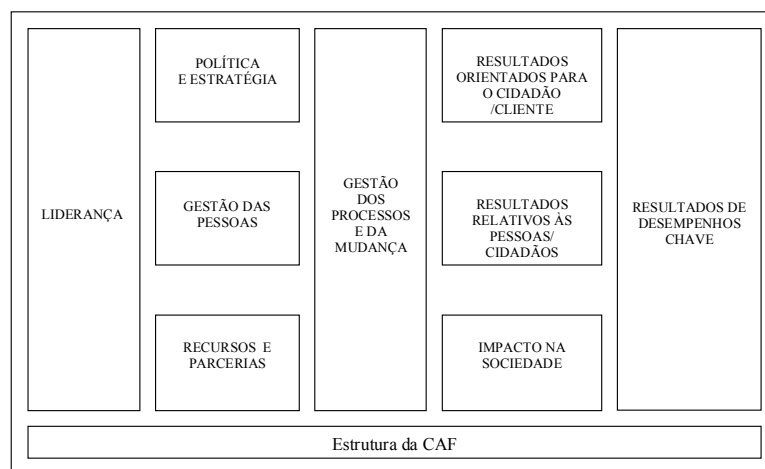 LIDERANÇA
POLÍTICA
E ESTRATÉGIA
GESTÃO DAS
PESSOAS
RECURSOS E
PARCERIAS
GESTÃO
DOS
PROCESSOS
E DA
MUDANÇA
RESULTADOS
ORIENTADOS PARA
O CIDADÃO
/CLIENTE
RESULTADOS
RELATIVOS ÀS
PESSOAS/
CIDADÃOS
IMPACTO NA
SOCIEDADE
RESULTADOS DE
DESEMPENHOS
CHAVE
Estrutura da CAF